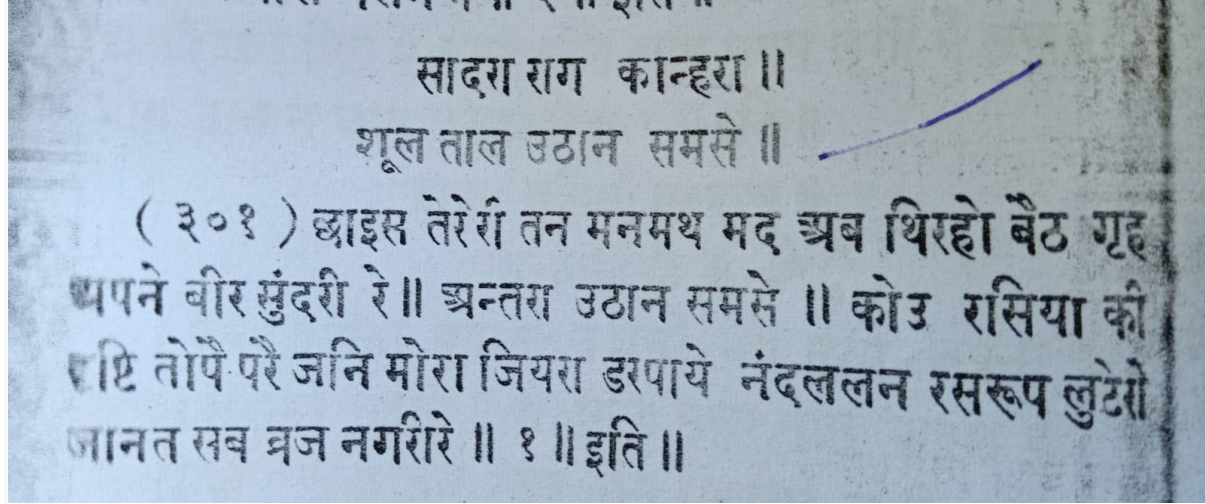 इति॥
सादरा राग कान्हरा॥
शूल ताल उठान समसे॥
( ३०१ ) छाइस तेरेरी तन मनमथ मद अब थिरहो बैठ गृह
अपने बीर सुंदरी रे॥ अन्तरा उठान समसे॥ कोउ रसिया की
दृष्टि तोपै परै जनि मोरा जियरा डरपाये नंदललन रसरूप लुटेरो
जानत सब व्रज नगरीरे॥ १॥ इति॥